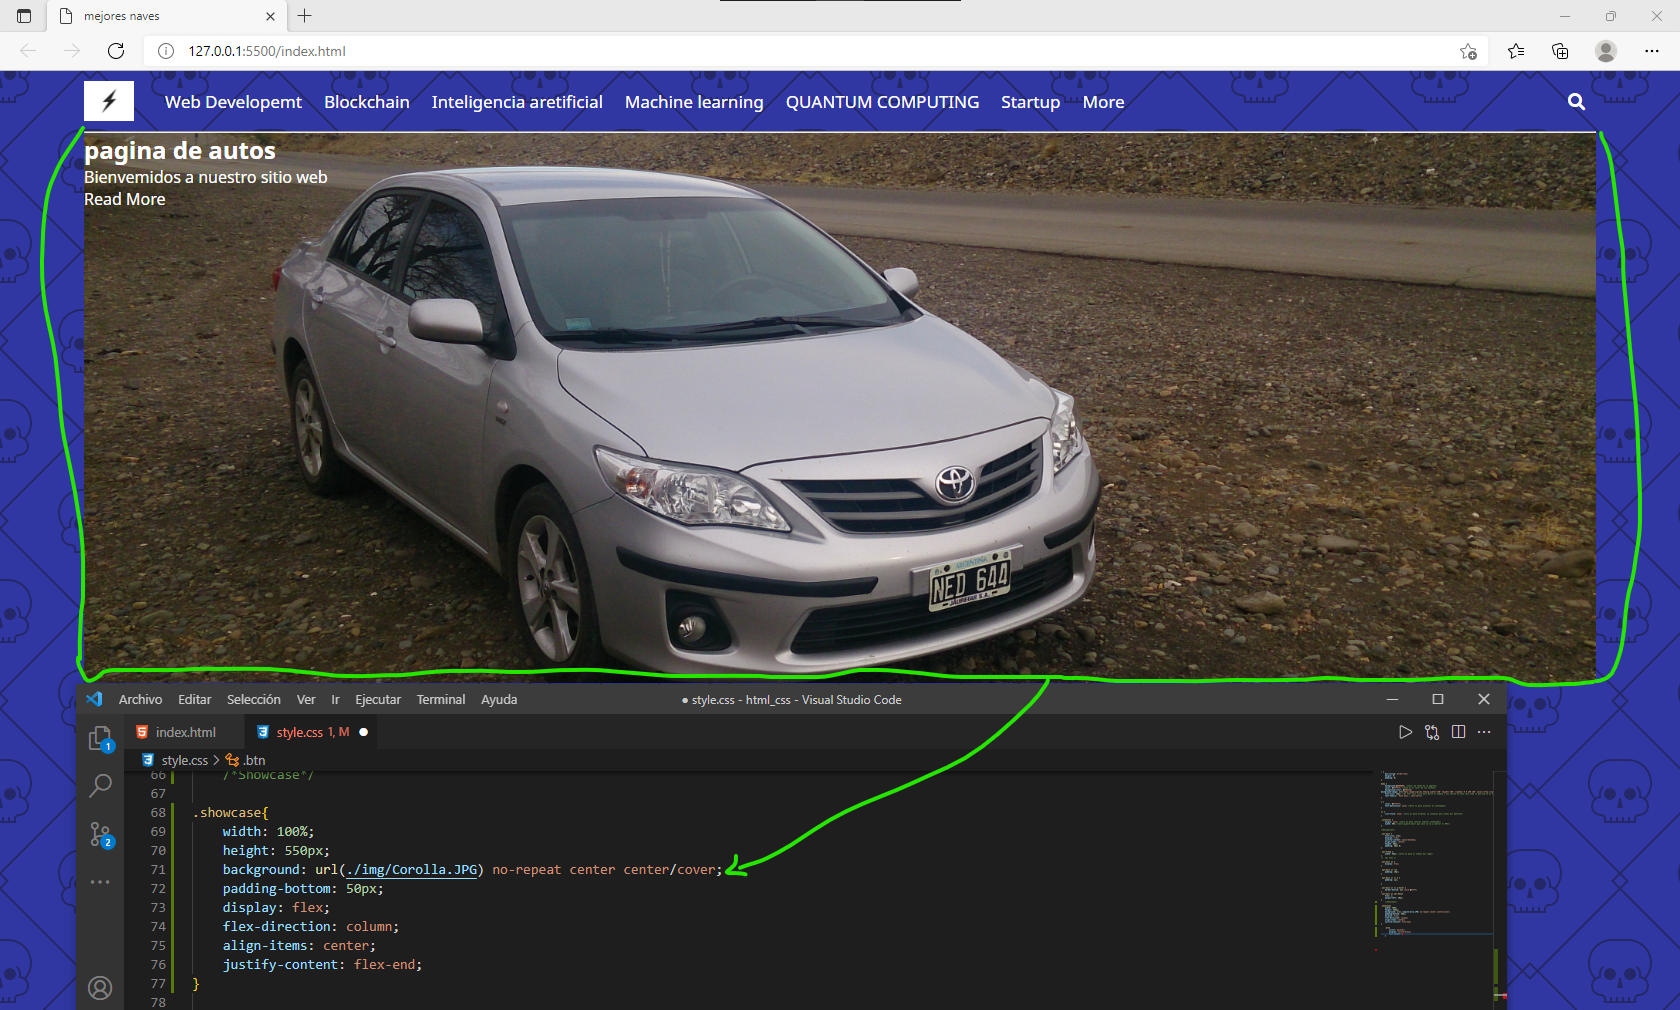 mejores naves
127.0.0.1:5500/index.html
Web Developemt Blockchain Inteligencia aretificial Machine learning QUANTUM COMPUTING Startup More
pagina de autos
Bienvemidos a nuestro sitio web
Read More
ARGENTINA
NED 644
Archivo Editar Selección Ver Ir Ejecutar Terminal Ayuda
● style.css - html_css - Visual Studio Code
index.html
style.css 1, M ●
style.css > .btn
66 /*Showcase*/
67
68 .showcase{
69 width: 100%;
70 height: 550px;
71 background: url(./img/Corolla.JPG) no-repeat center center/cover;
72 padding-bottom: 50px;
73 display: flex;
74 flex-direction: column;
75 align-items: center;
76 justify-content: flex-end;
77 }
78
1
2